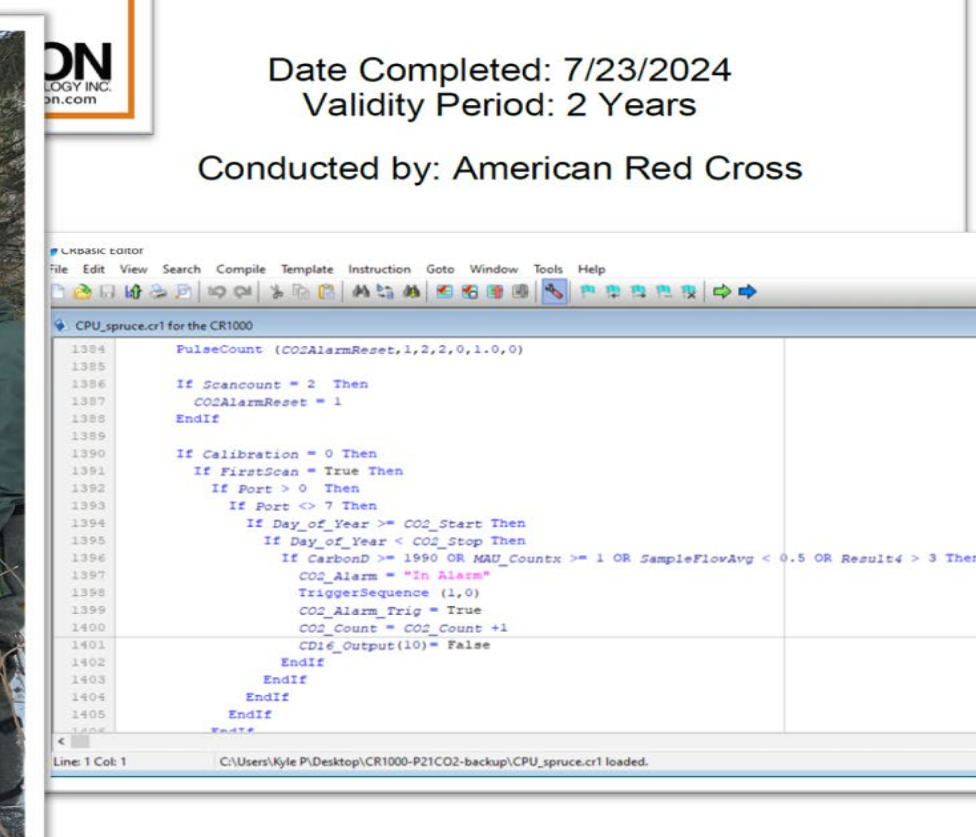 ON
LOGY INC.
on.com
Date Completed: 7/23/2024
Validity Period: 2 Years
Conducted by: American Red Cross
CRBasic Editor
File Edit View Search Compile Template Instruction Goto Window Tools Help
CPU_spruce.cr1 for the CR1000
1384 PulseCount (CO2AlarmReset,1,2,2,0,1.0,0)
1385
1386 If Scancount = 2 Then
1387 CO2AlarmReset = 1
1388 EndIf
1389
1390 If Calibration = 0 Then
1391 If FirstScan = True Then
1392 If Port > 0 Then
1393 If Port <> 7 Then
1394 If Day_of_Year >= CO2_Start Then
1395 If Day_of_Year < CO2_Stop Then
1396 If CarbonD >= 1990 OR MAU_Countx >= 1 OR SampleFlowAvg < 0.5 OR Result4 > 3 Then
1397 CO2_Alarm = "In Alarm"
1398 TriggerSequence (1,0)
1399 CO2_Alarm_Trig = True
1400 CO2_Count = CO2_Count +1
1401 CD16_Output(10)= False
1402 EndIf
1403 EndIf
1404 EndIf
1405 EndIf
1406 EndIf
Line: 1 Col: 1 C:\Users\Kyle P\Desktop\CR1000-P21CO2-backup\CPU_spruce.cr1 loaded.